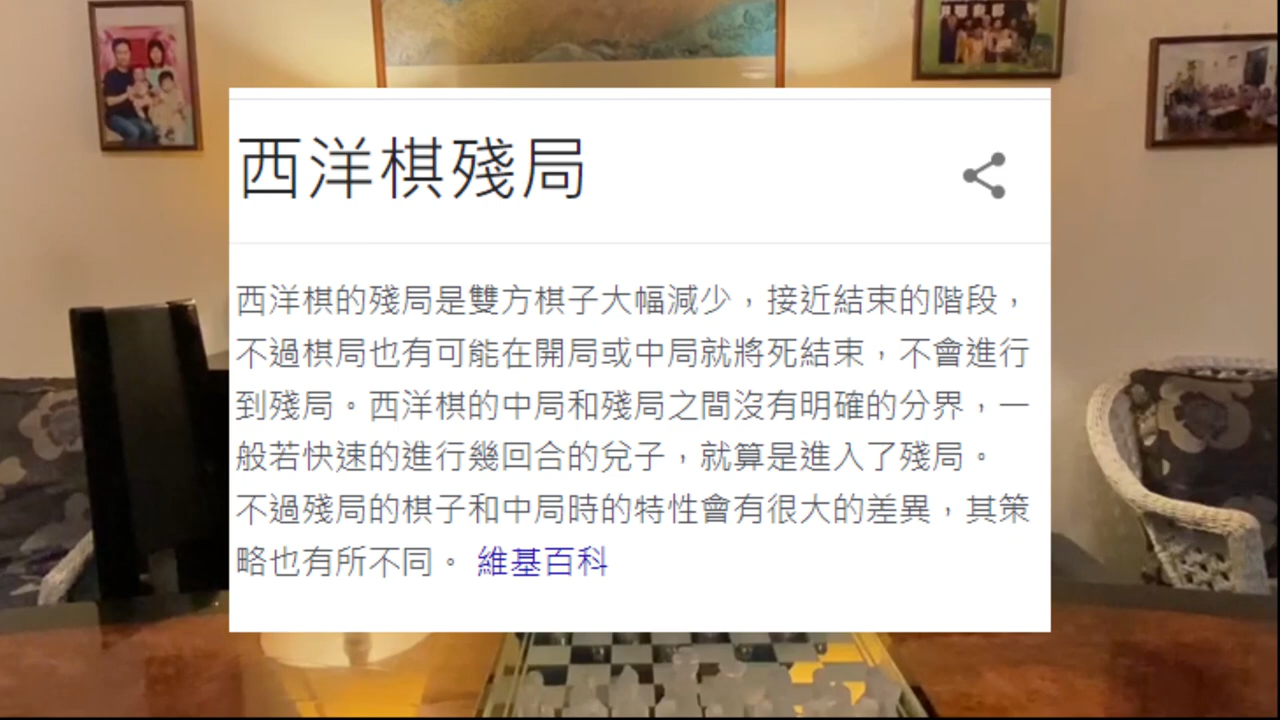 西洋棋殘局
西洋棋的殘局是雙方棋子大幅減少，接近結束的階段，
不過棋局也有可能在開局或中局就將死結束，不會進行
到殘局。西洋棋的中局和殘局之間沒有明確的分界，一
般若快速的進行幾回合的兌子，就算是進入了殘局。
不過殘局的棋子和中局時的特性會有很大的差異，其策
略也有所不同。 維基百科